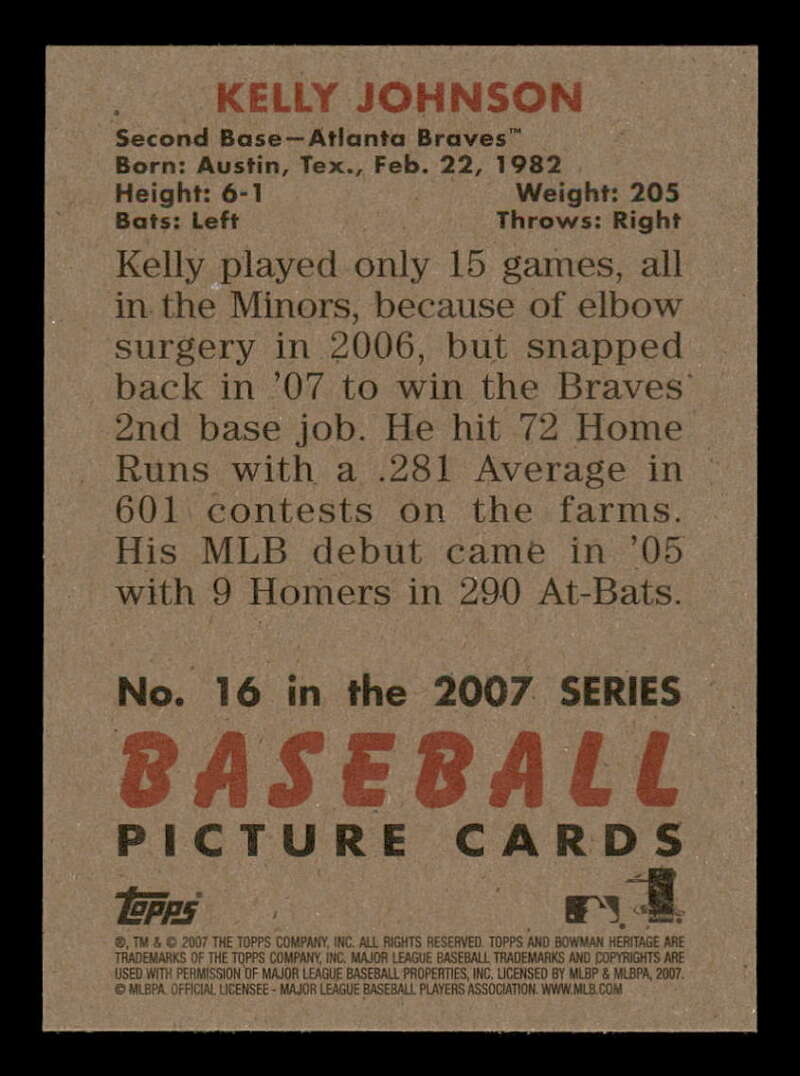 KELLY JOHNSON
Second Base—Atlanta Braves™
Born: Austin, Tex., Feb. 22, 1982
Height: 6-1 Weight: 205
Bats: Left Throws: Right
Kelly played only 15 games, all
in the Minors, because of elbow
surgery in 2006, but snapped
back in ’07 to win the Braves’
2nd base job. He hit 72 Home
Runs with a .281 Average in
601 contests on the farms.
His MLB debut came in ’05
with 9 Homers in 290 At-Bats.
No. 16 in the 2007 SERIES
BASEBALL
PICTURE CARDS
Topps
®, TM & © 2007 THE TOPPS COMPANY, INC. ALL RIGHTS RESERVED. TOPPS AND BOWMAN HERITAGE ARE
TRADEMARKS OF THE TOPPS COMPANY, INC. MAJOR LEAGUE BASEBALL TRADEMARKS AND COPYRIGHTS ARE
USED WITH PERMISSION OF MAJOR LEAGUE BASEBALL PROPERTIES, INC. LICENSED BY MLBP & MLBPA, 2007.
© MLBPA. OFFICIAL LICENSEE - MAJOR LEAGUE BASEBALL PLAYERS ASSOCIATION. WWW.MLB.COM